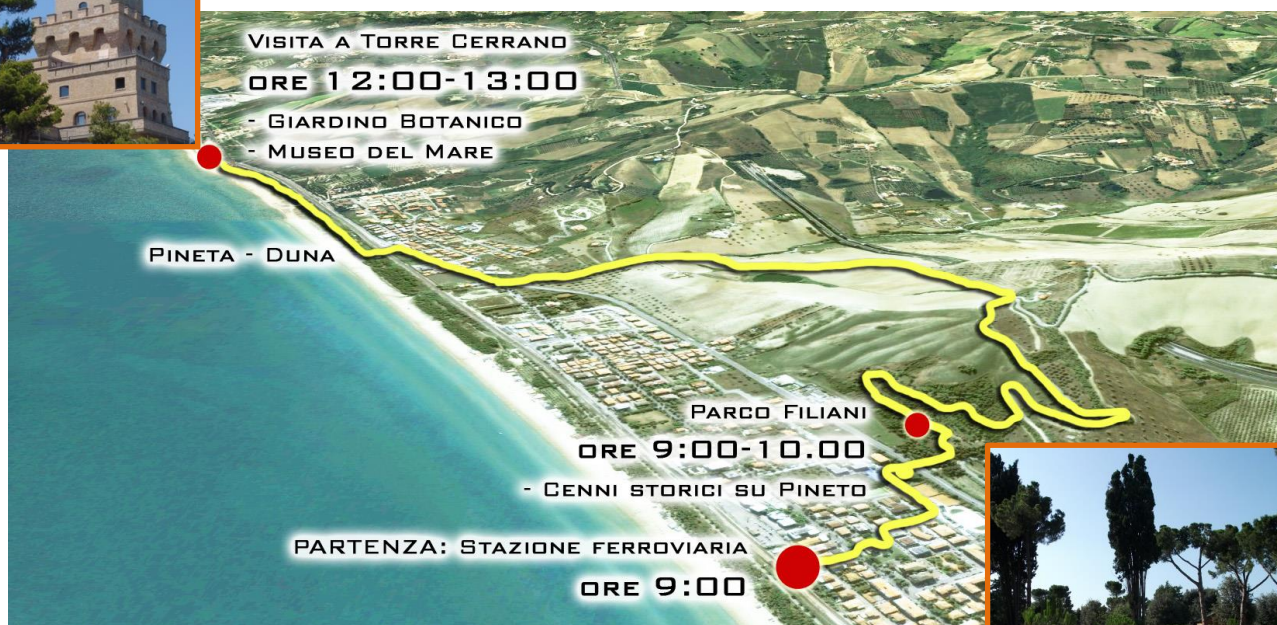 Visita a Torre Cerrano
ore 12:00-13:00
- Giardino Botanico
- Museo del Mare
Pineta - Duna
Parco Filiani
ore 9:00-10.00
- Cenni storici su Pineto
PARTENZA: Stazione ferroviaria
ore 9:00